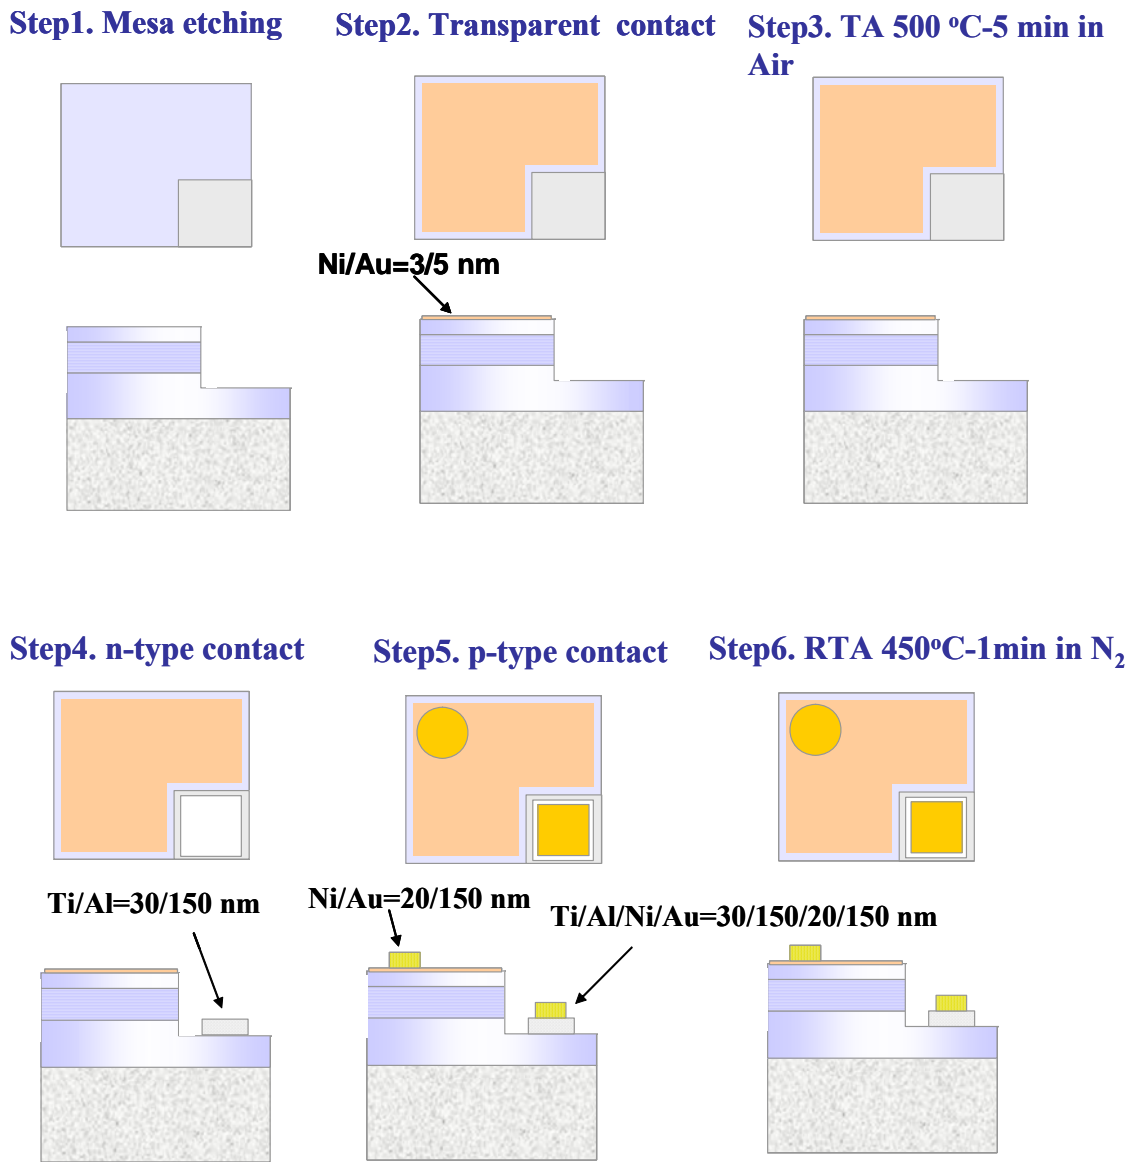 Step1. Mesa etching
Step2. Transparent contact
Step3. TA 500 ᵒC-5 min in
Air
Ni/Au=3/5 nm
Step4. n-type contact
Step5. p-type contact
Step6. RTA 450ᵒC-1min in N₂
Ti/Al=30/150 nm
Ni/Au=20/150 nm
Ti/Al/Ni/Au=30/150/20/150 nm